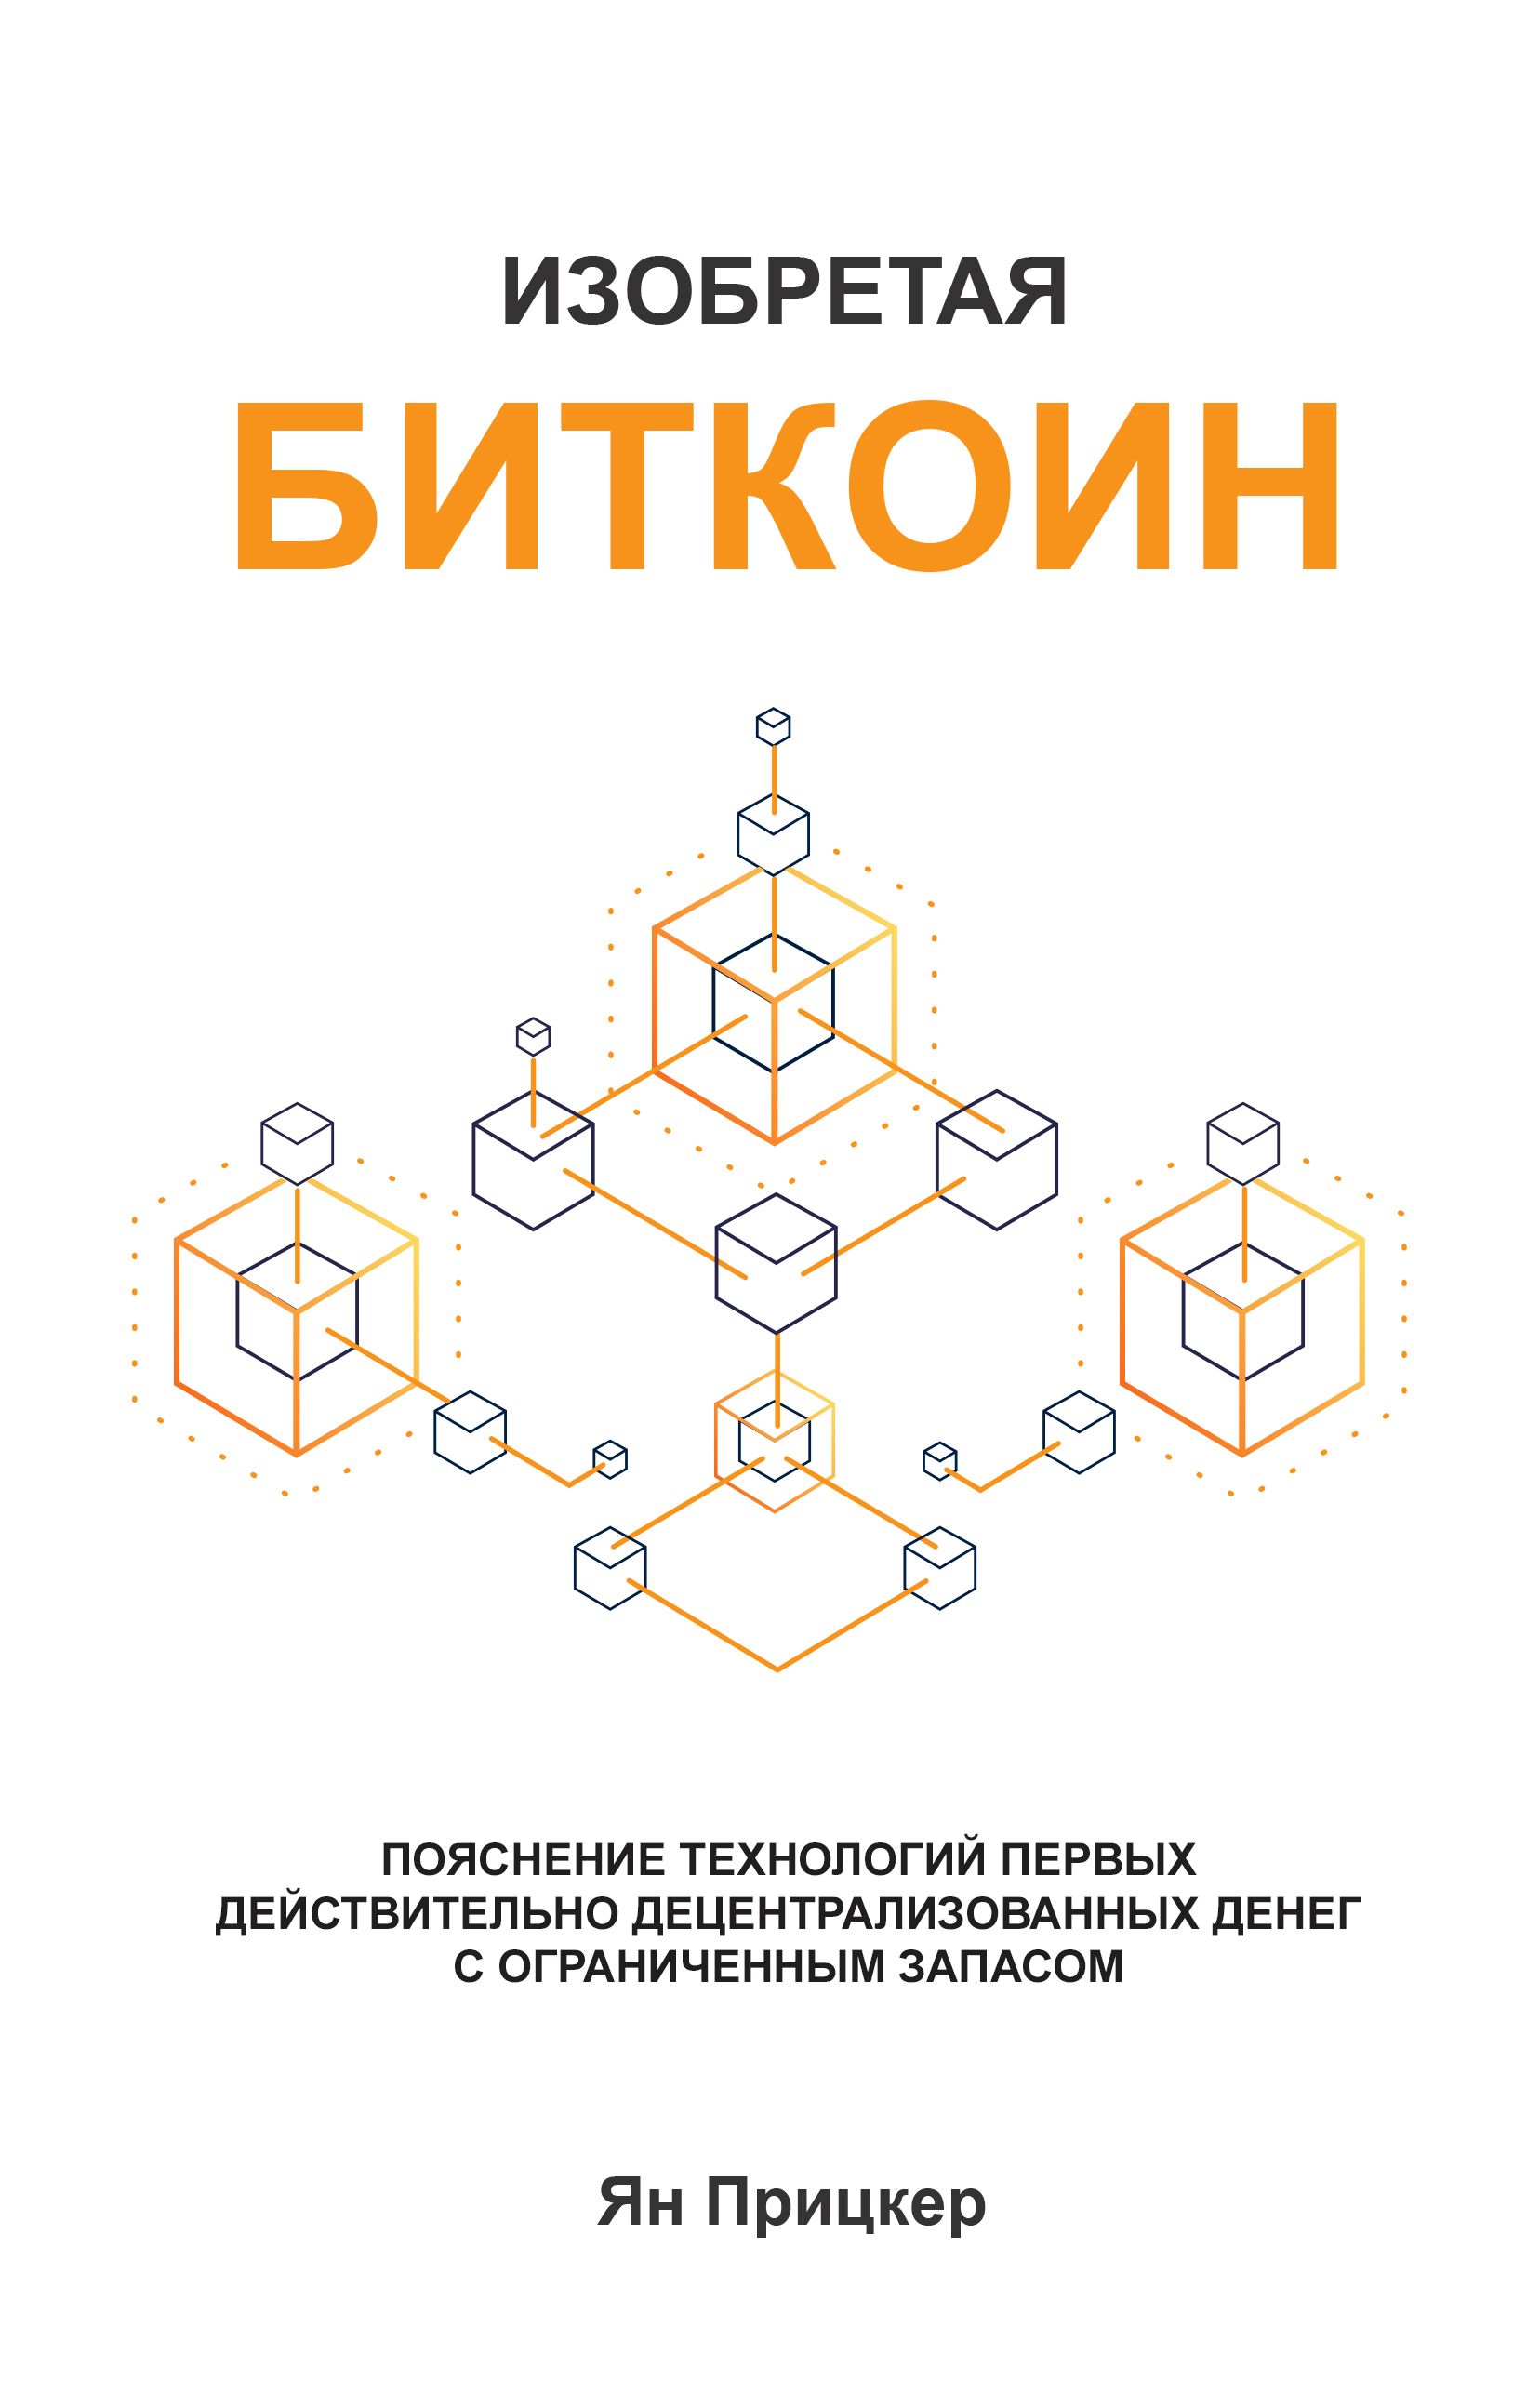 ИЗОБРЕТАЯ
БИТКОИН
ПОЯСНЕНИЕ ТЕХНОЛОГИЙ ПЕРВЫХ
ДЕЙСТВИТЕЛЬНО ДЕЦЕНТРАЛИЗОВАННЫХ ДЕНЕГ
С ОГРАНИЧЕННЫМ ЗАПАСОМ
Ян Прицкер